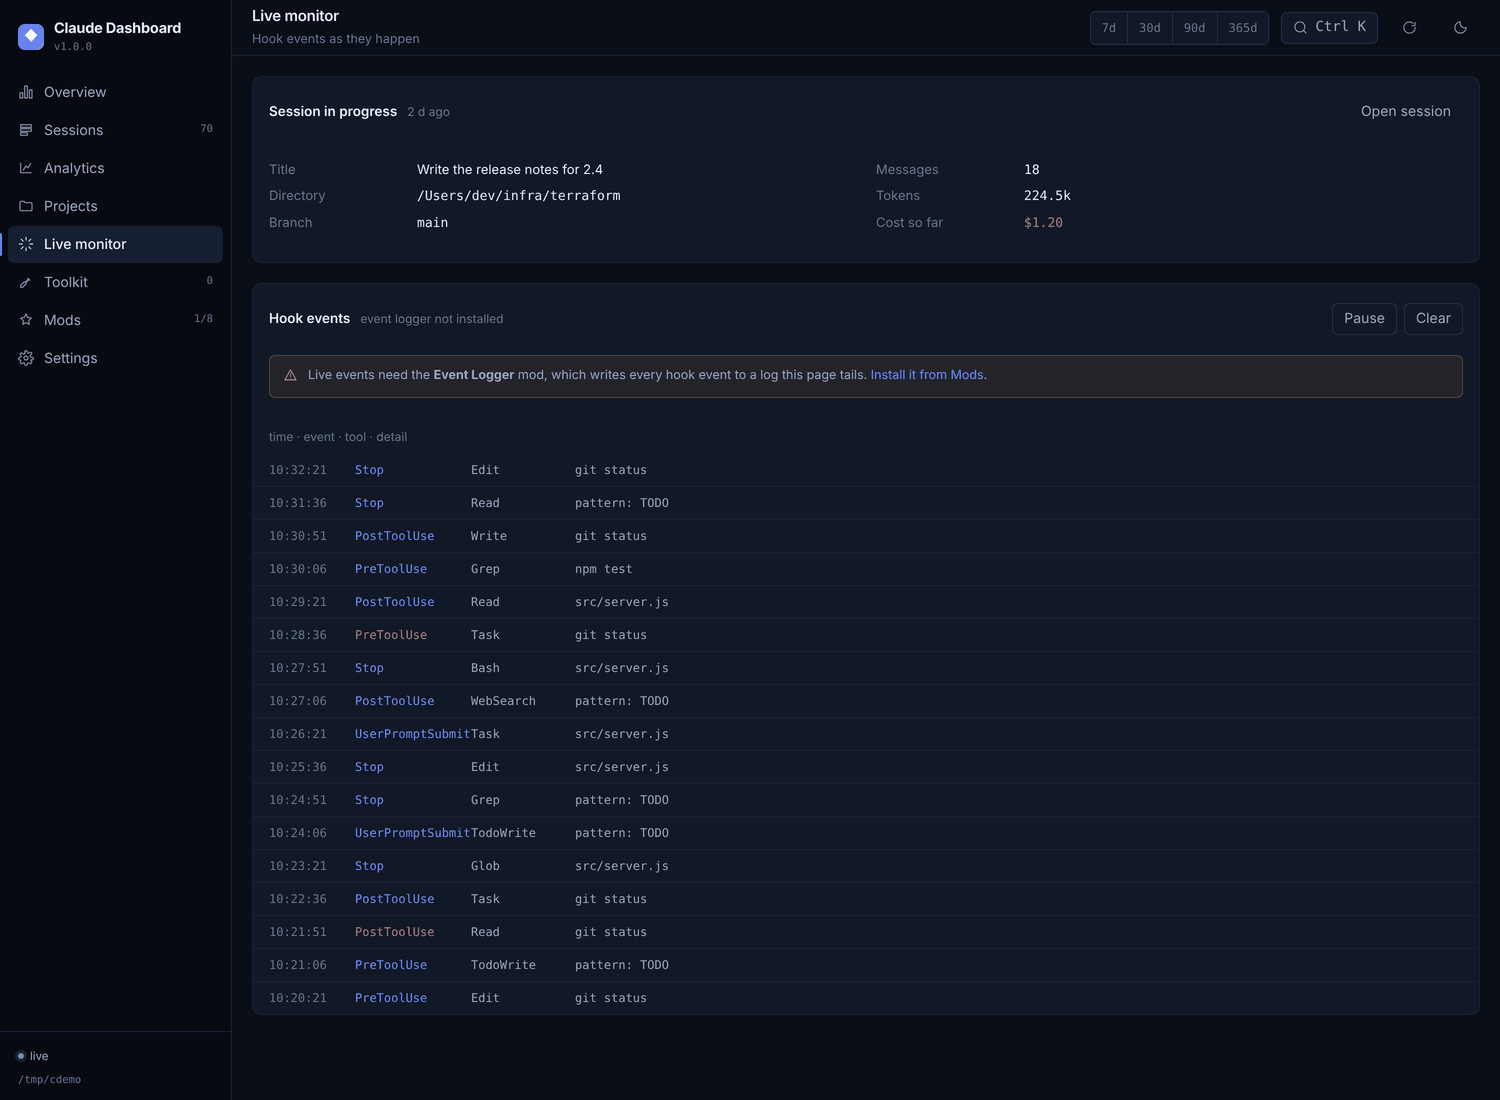 Claude Dashboard
v1.0.0
Overview
Sessions 70
Analytics
Projects
Live monitor
Toolkit 0
Mods 1/8
Settings
live
/tmp/cdemo
Live monitor
Hook events as they happen
7d 30d 90d 365d
Ctrl K
Session in progress 2 d ago
Open session
Title Write the release notes for 2.4
Messages 18
Directory /Users/dev/infra/terraform
Tokens 224.5k
Branch main
Cost so far $1.20
Hook events event logger not installed
Pause Clear
Live events need the Event Logger mod, which writes every hook event to a log this page tails. Install it from Mods.
time · event · tool · detail
10:32:21 Stop Edit git status
10:31:36 Stop Read pattern: TODO
10:30:51 PostToolUse Write git status
10:30:06 PreToolUse Grep npm test
10:29:21 PostToolUse Read src/server.js
10:28:36 PreToolUse Task git status
10:27:51 Stop Bash src/server.js
10:27:06 PostToolUse WebSearch pattern: TODO
10:26:21 UserPromptSubmit Task src/server.js
10:25:36 Stop Edit src/server.js
10:24:51 Stop Grep pattern: TODO
10:24:06 UserPromptSubmit TodoWrite pattern: TODO
10:23:21 Stop Glob src/server.js
10:22:36 PostToolUse Task git status
10:21:51 PostToolUse Read git status
10:21:06 PreToolUse TodoWrite pattern: TODO
10:20:21 PreToolUse Edit git status